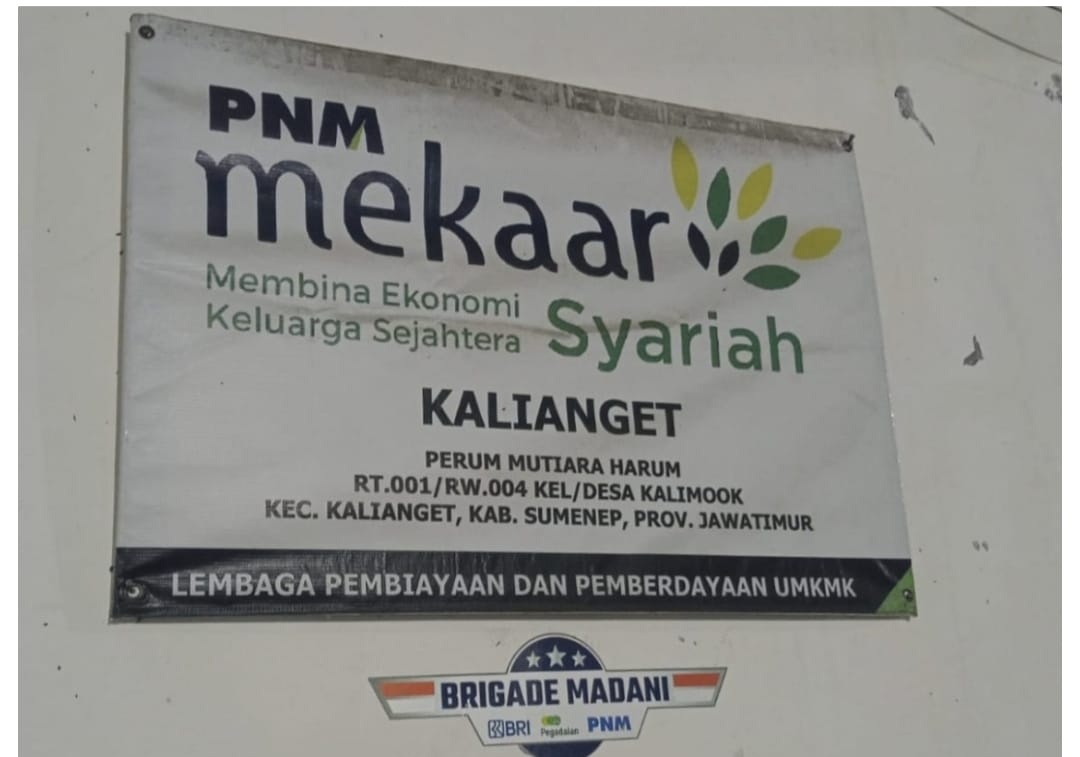 PNM
mekaar
Membina Ekonomi
Keluarga Sejahtera
Syariah
KALIANGET
PERUM MUTIARA HARUM
RT.001/RW.004 KEL/DESA KALIMOOK
KEC. KALIANGET, KAB. SUMENEP, PROV. JAWATIMUR
LEMBAGA PEMBIAYAAN DAN PEMBERDAYAAN UMKMK
BRIGADE MADANI
BRI Pegadaian PNM